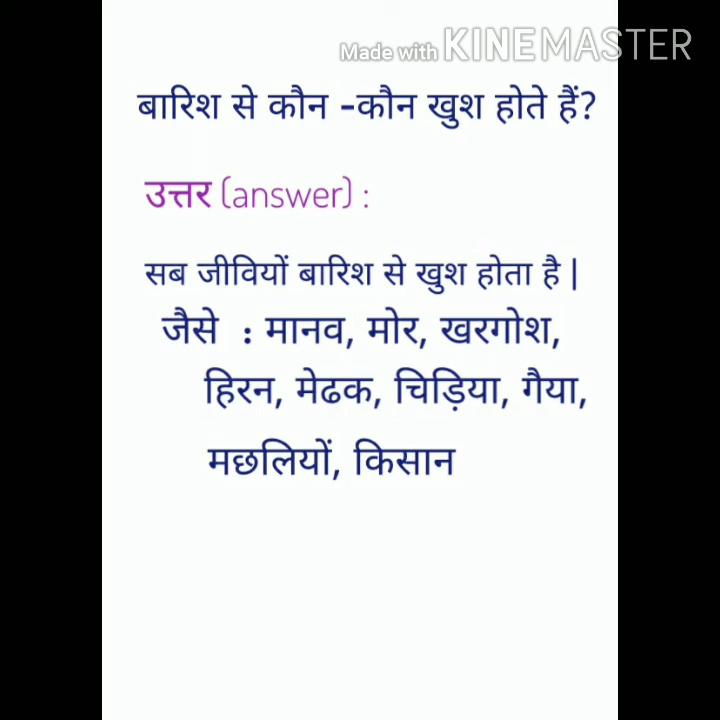 Made with KINEMASTER
बारिश से कौन -कौन खुश होते हैं?
उत्तर (answer) :
सब जीवियों बारिश से खुश होता है |
जैसे : मानव, मोर, खरगोश,
हिरन, मेढक, चिड़िया, गैया,
मछलियों, किसान